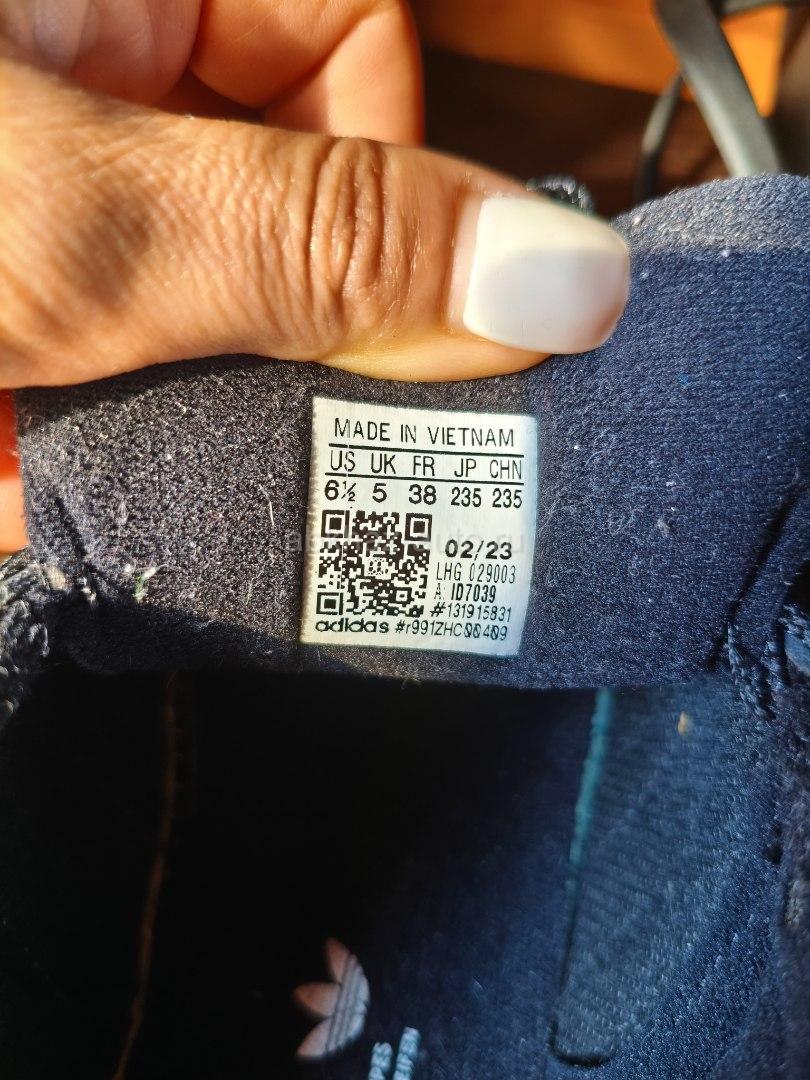 MADE IN VIETNAM
US UK FR JP CHN
6½ 5 38 235 235
02/23
LHG 029003
A: ID7039
#131915831
adidas #r991ZHC00409